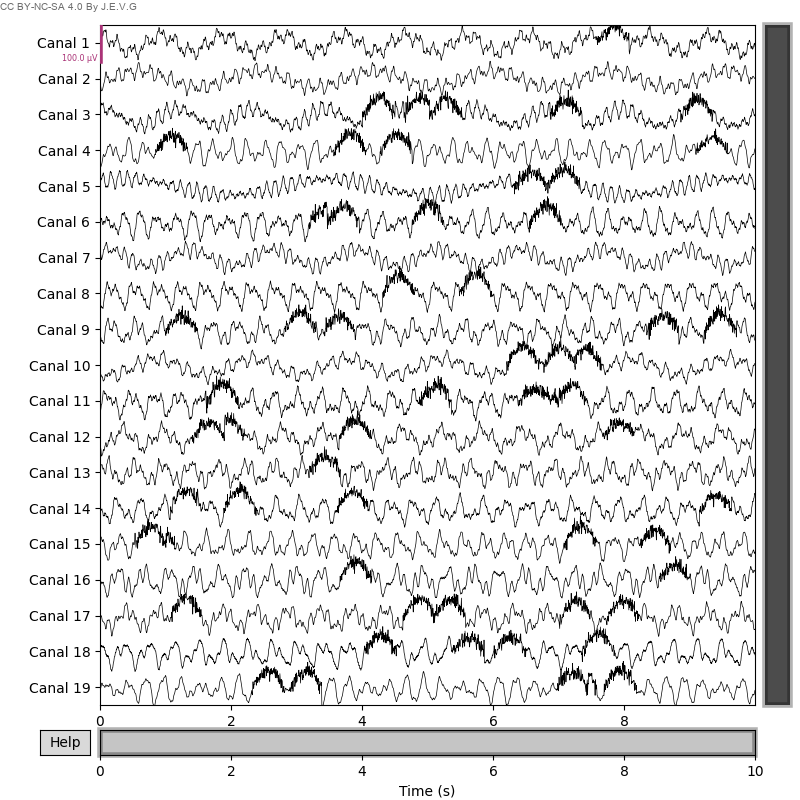 CC BY-NC-SA 4.0 By J.E.V.G
Canal 1
100.0 µV
Canal 2
Canal 3
Canal 4
Canal 5
Canal 6
Canal 7
Canal 8
Canal 9
Canal 10
Canal 11
Canal 12
Canal 13
Canal 14
Canal 15
Canal 16
Canal 17
Canal 18
Canal 19
0 2 4 6 8
Help
0 2 4 6 8 10
Time (s)